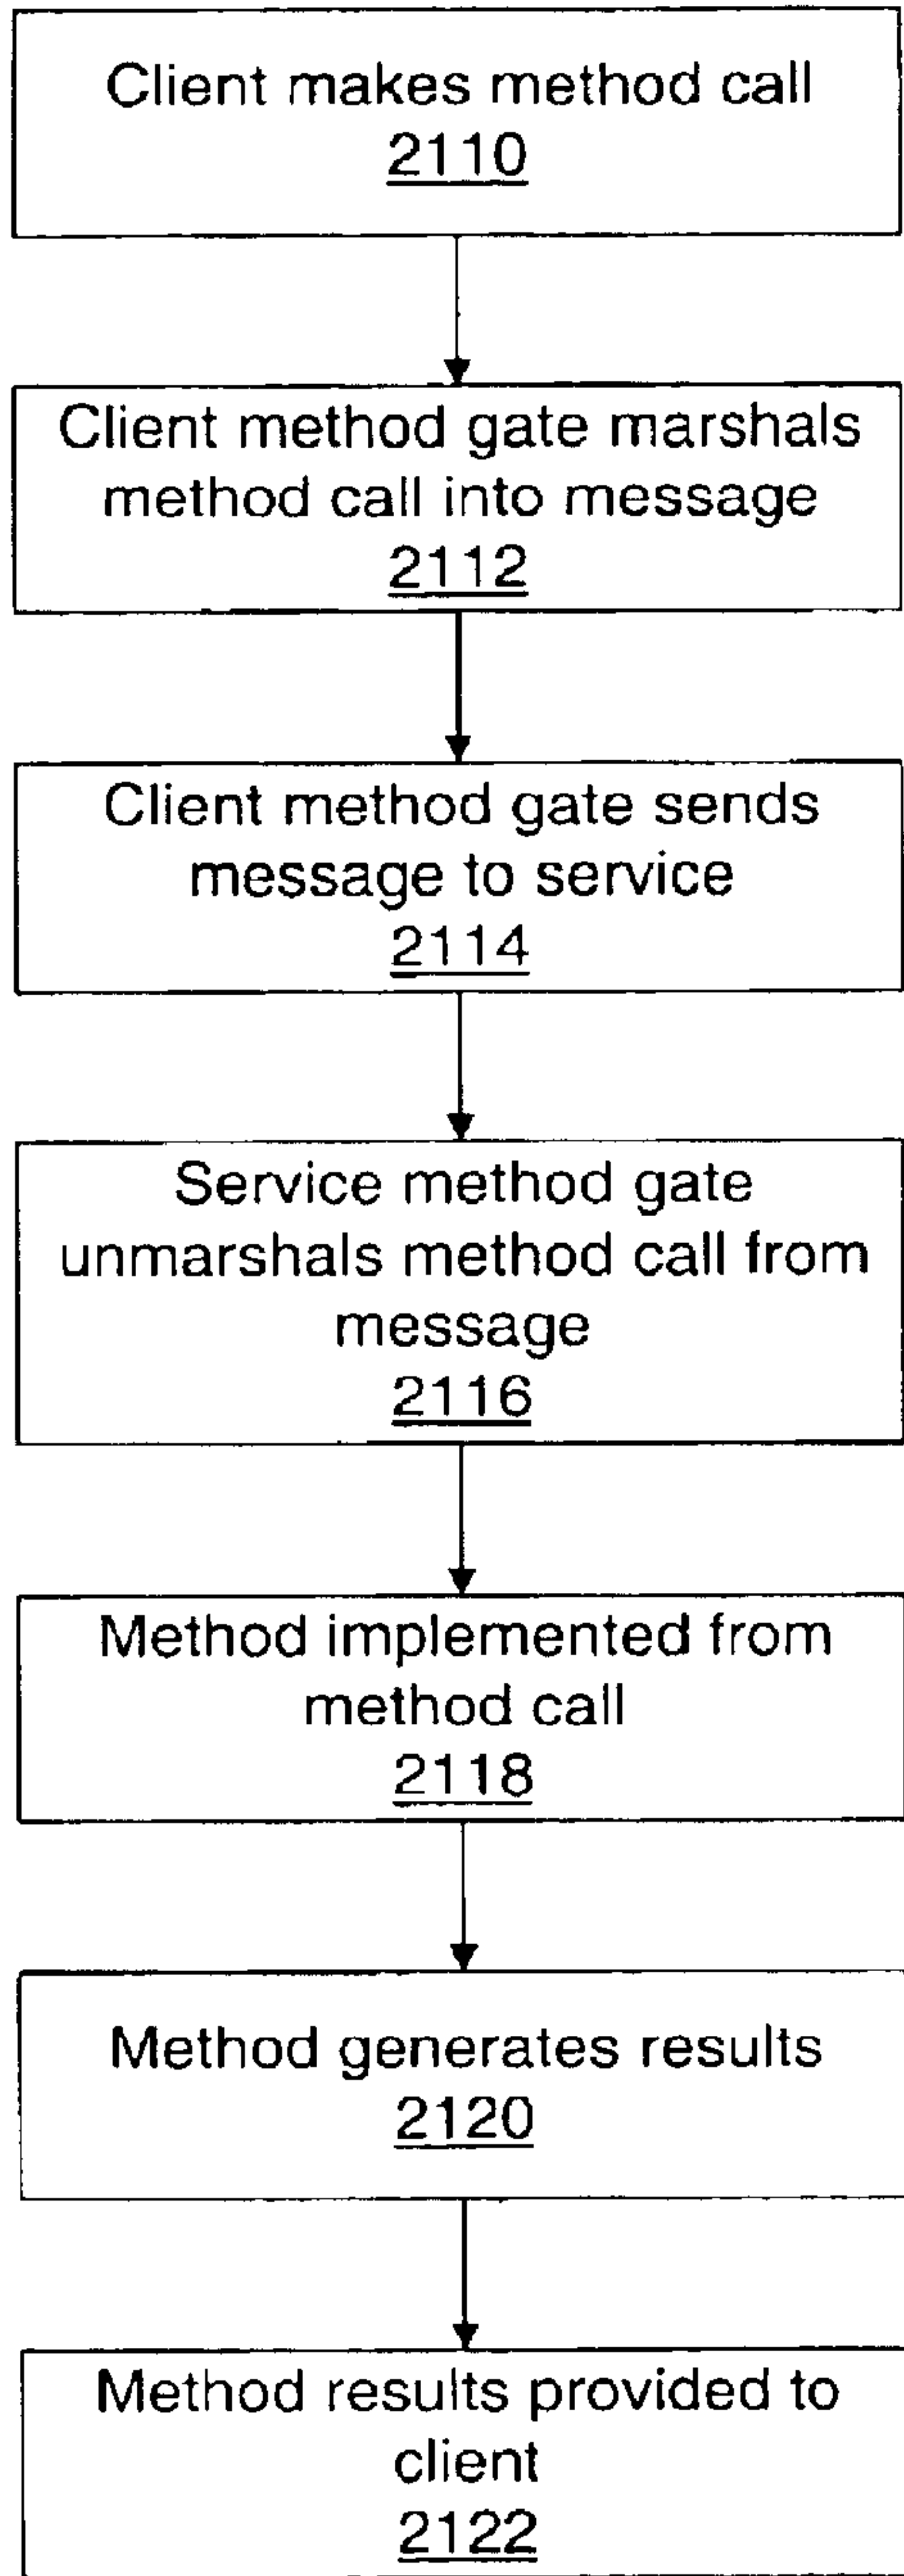 Client makes method call
2110
Client method gate marshals
method call into message
2112
Client method gate sends
message to service
2114
Service method gate
unmarshals method call from
message
2116
Method implemented from
method call
2118
Method generates results
2120
Method results provided to
client
2122